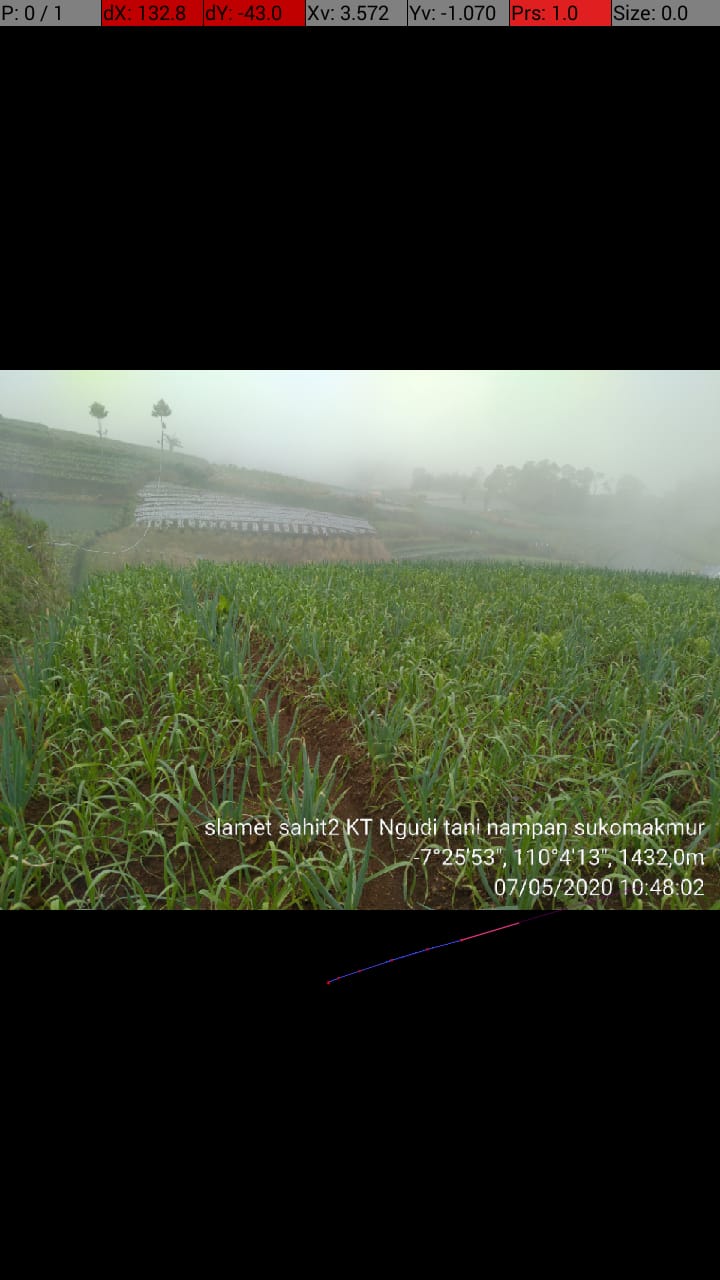 P: 0 / 1 dX: 132.8 dY: -43.0 Xv: 3.572 Yv: -1.070 Prs: 1.0 Size: 0.0
slamet sahit2 KT Ngudi tani nampan sukomakmur
-7°25'53", 110°4'13", 1432,0m
07/05/2020 10:48:02